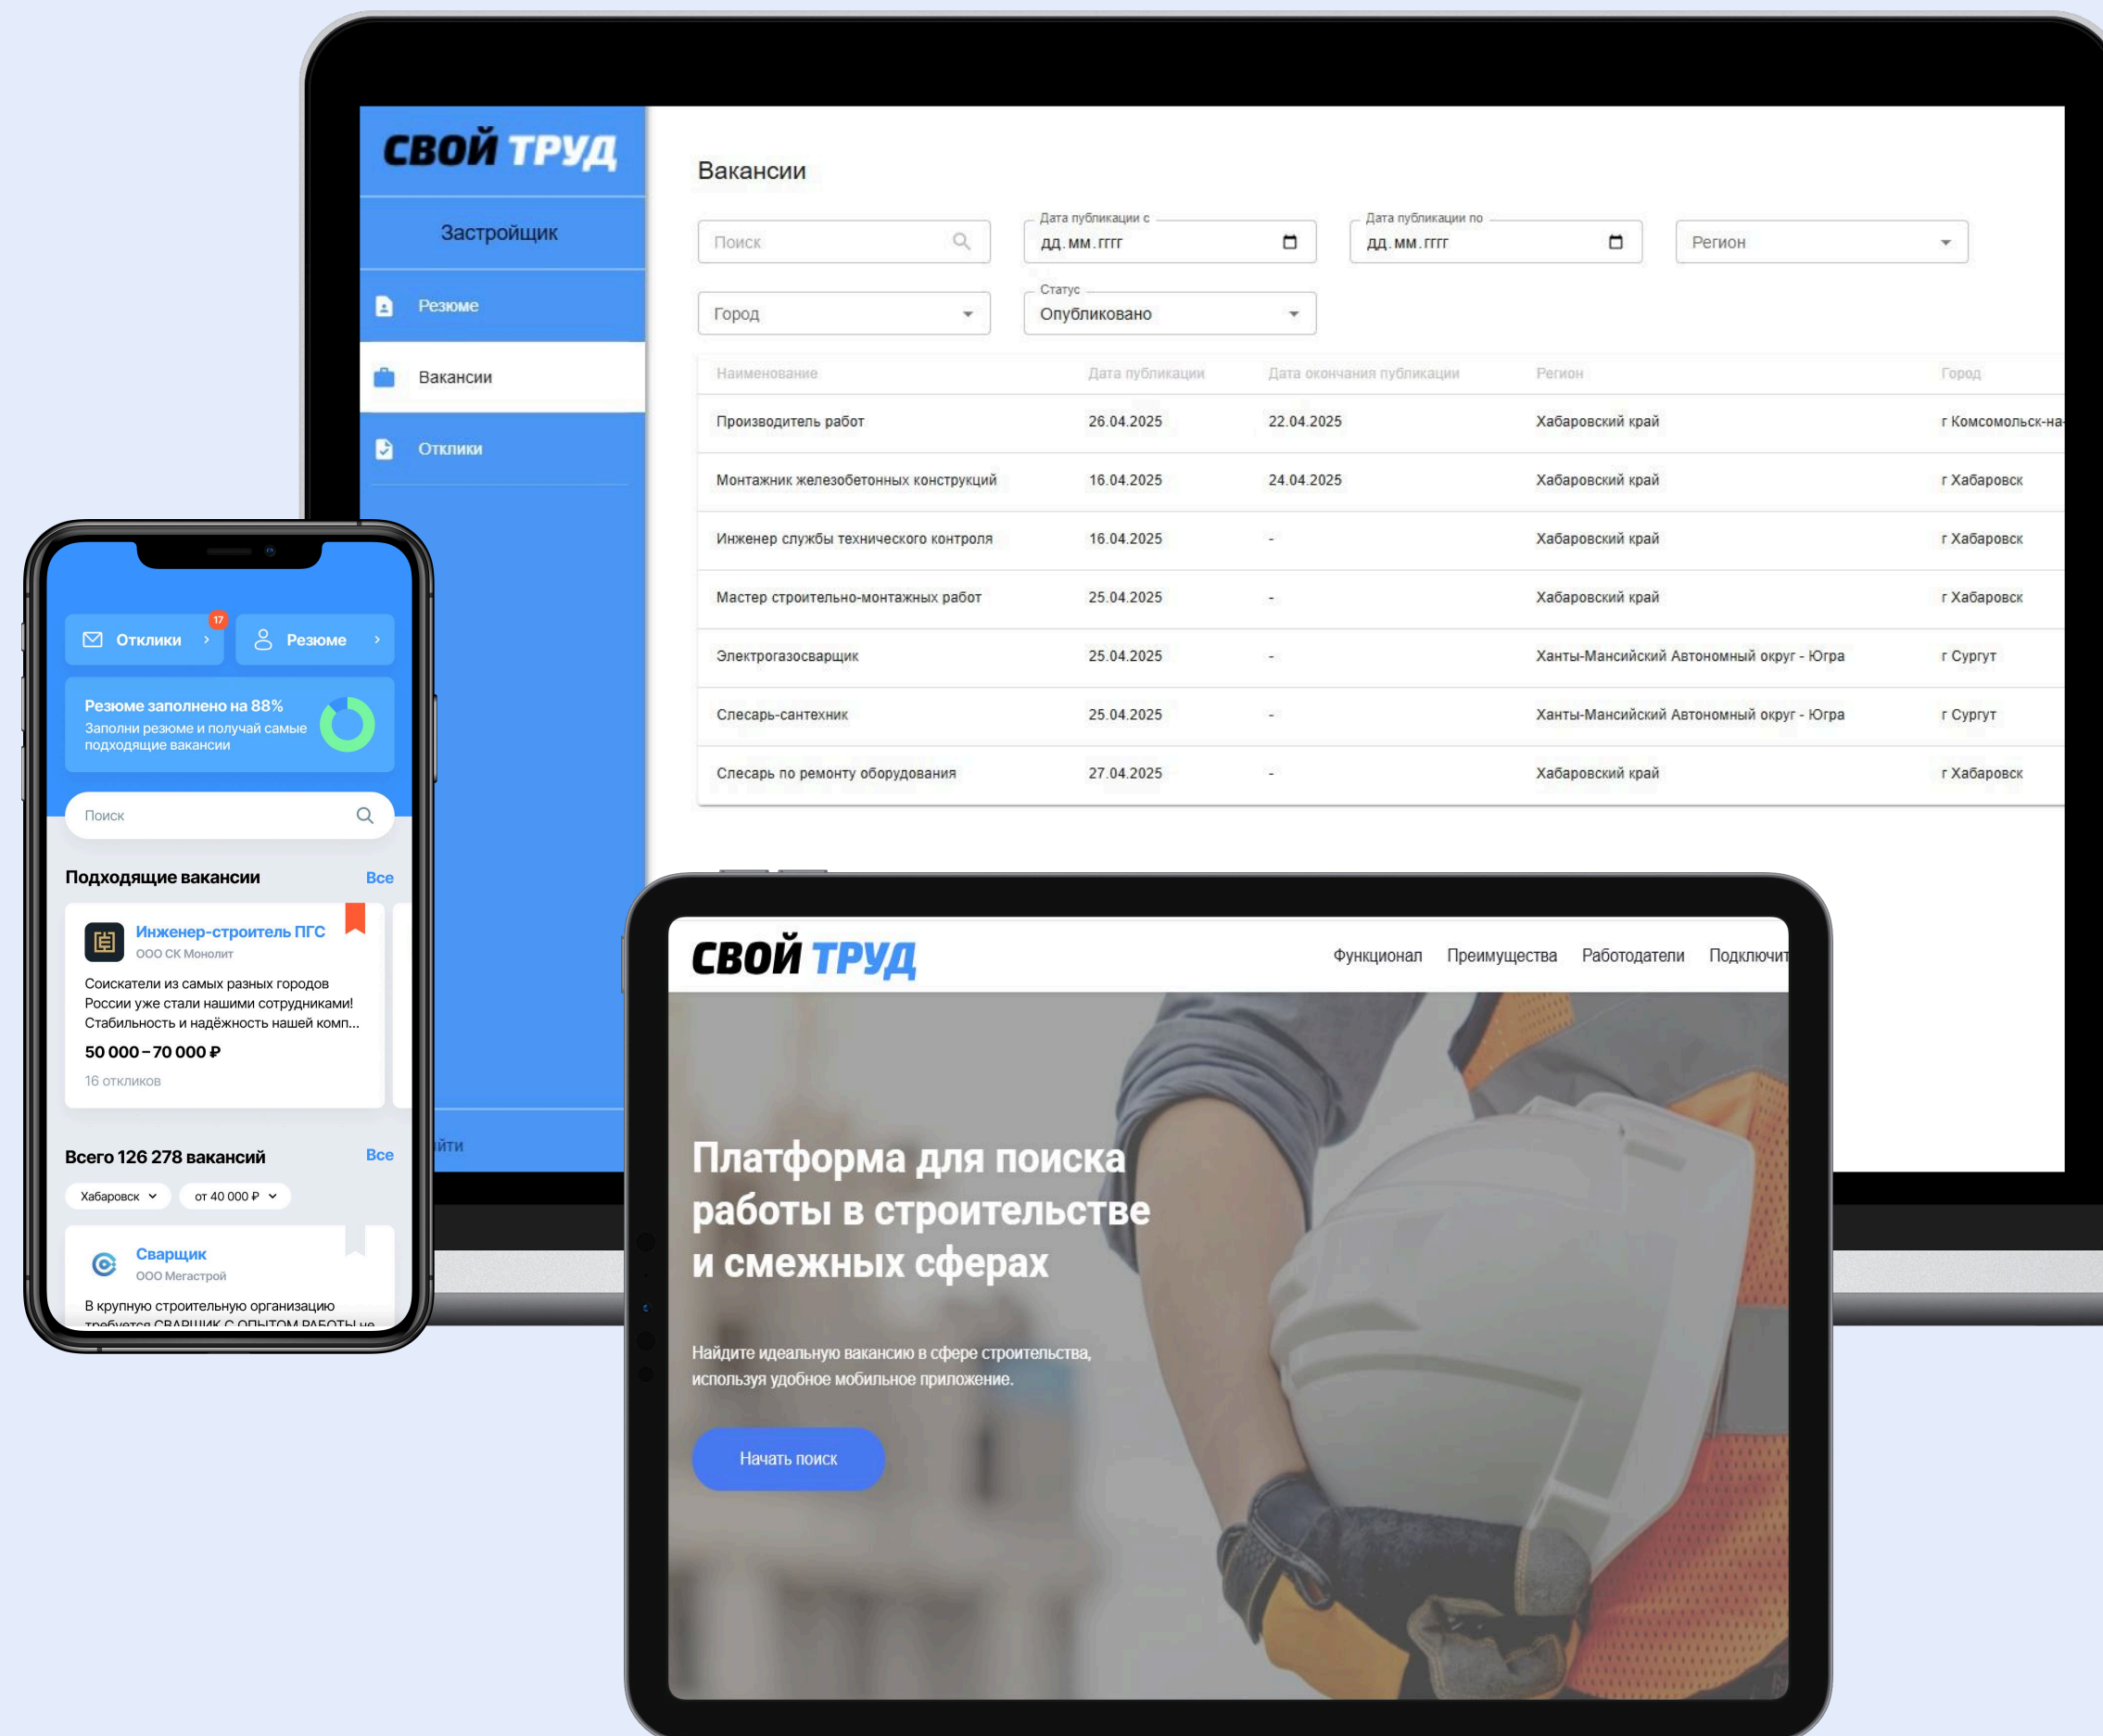 СВОЙ ТРУД
Застройщик
Резюме
Вакансии
Отклики
Вакансии
Поиск
Дата публикации с
дд.мм.гггг
Дата публикации по
дд.мм.гггг
Регион
Город
Статус
Опубликовано
Наименование Дата публикации Дата окончания публикации Регион Город
Производитель работ 26.04.2025 22.04.2025 Хабаровский край г Комсомольск-на-
Монтажник железобетонных конструкций 16.04.2025 24.04.2025 Хабаровский край г Хабаровск
Инженер службы технического контроля 16.04.2025 - Хабаровский край г Хабаровск
Мастер строительно-монтажных работ 25.04.2025 - Хабаровский край г Хабаровск
Электрогазосварщик 25.04.2025 - Ханты-Мансийский Автономный округ - Югра г Сургут
Слесарь-сантехник 25.04.2025 - Ханты-Мансийский Автономный округ - Югра г Сургут
Слесарь по ремонту оборудования 27.04.2025 - Хабаровский край г Хабаровск
Отклики 17 Резюме
Резюме заполнено на 88%
Заполни резюме и получай самые
подходящие вакансии
Поиск
Подходящие вакансии Все
Инженер-строитель ПГС
ООО СК Монолит
Соискатели из самых разных городов
России уже стали нашими сотрудниками!
Стабильность и надёжность нашей комп...
50 000 – 70 000 ₽
16 откликов
Всего 126 278 вакансий Все
Хабаровск от 40 000 ₽
Сварщик
ООО Мегастрой
В крупную строительную организацию
требуется СВАРЩИК С ОПЫТОМ РАБОТЫ не
СВОЙ ТРУД
Функционал Преимущества Работодатели Подключит
Платформа для поиска
работы в строительстве
и смежных сферах
Найдите идеальную вакансию в сфере строительства,
используя удобное мобильное приложение.
Начать поиск